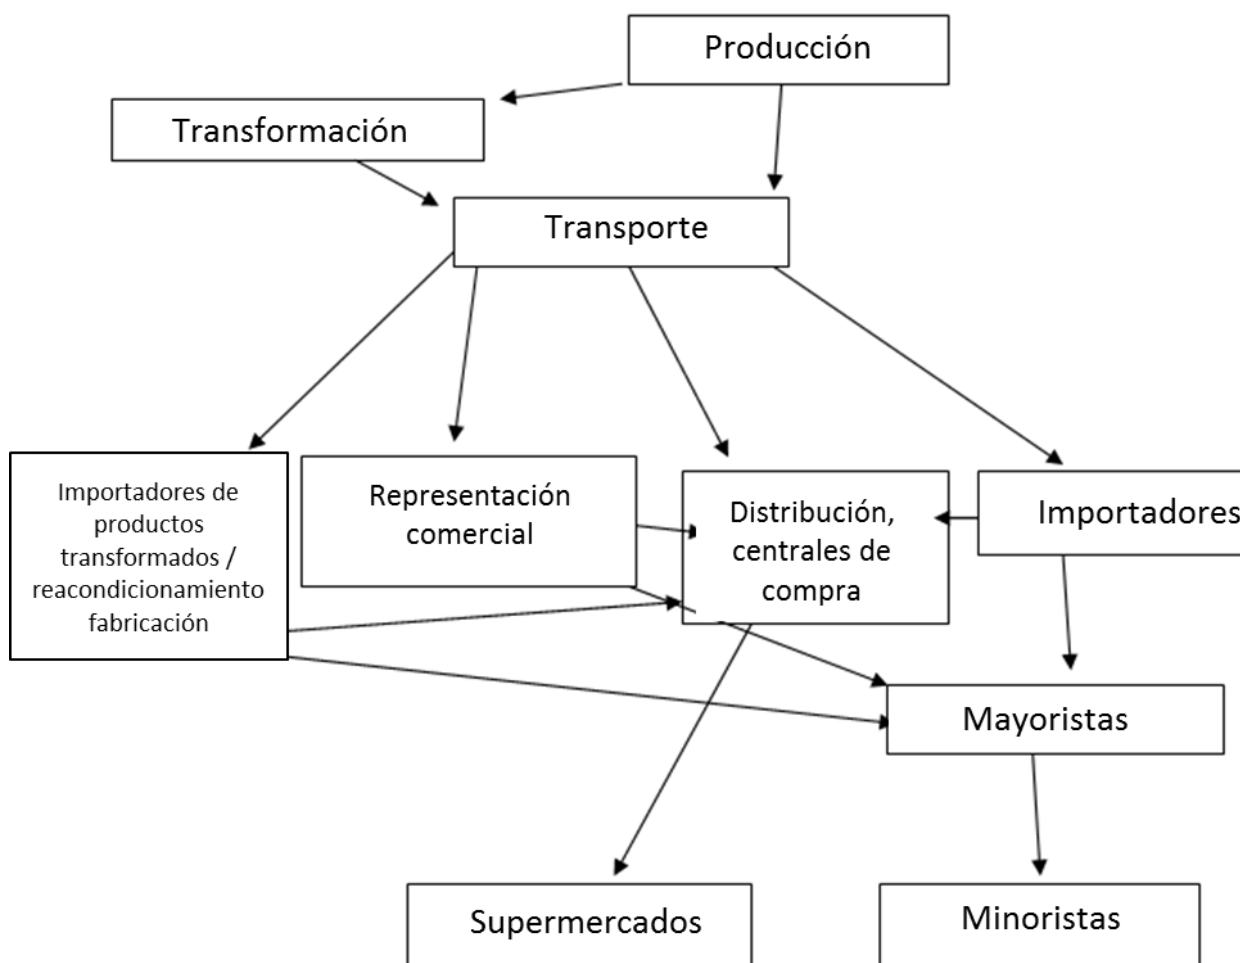 Producción
Transformación
Transporte
Importadores de
productos
transformados /
reacondicionamiento
fabricación
Representación
comercial
Distribución,
centrales de
compra
Importadores
Mayoristas
Supermercados
Minoristas